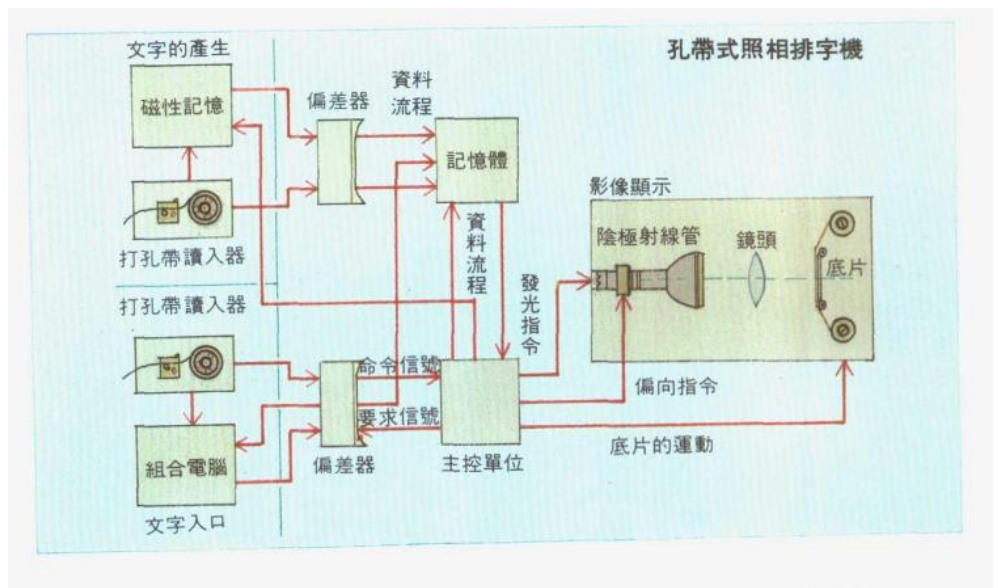 孔帶式照相排字機
文字的產生
磁性記憶
打孔帶讀入器
偏差器
資料
流程
記憶體
資料流程
發光指令
影像顯示
陰極射線管
鏡頭
底片
打孔帶讀入器
命令信號
要求信號
偏差器
主控單位
偏向指令
底片的運動
組合電腦
文字入口